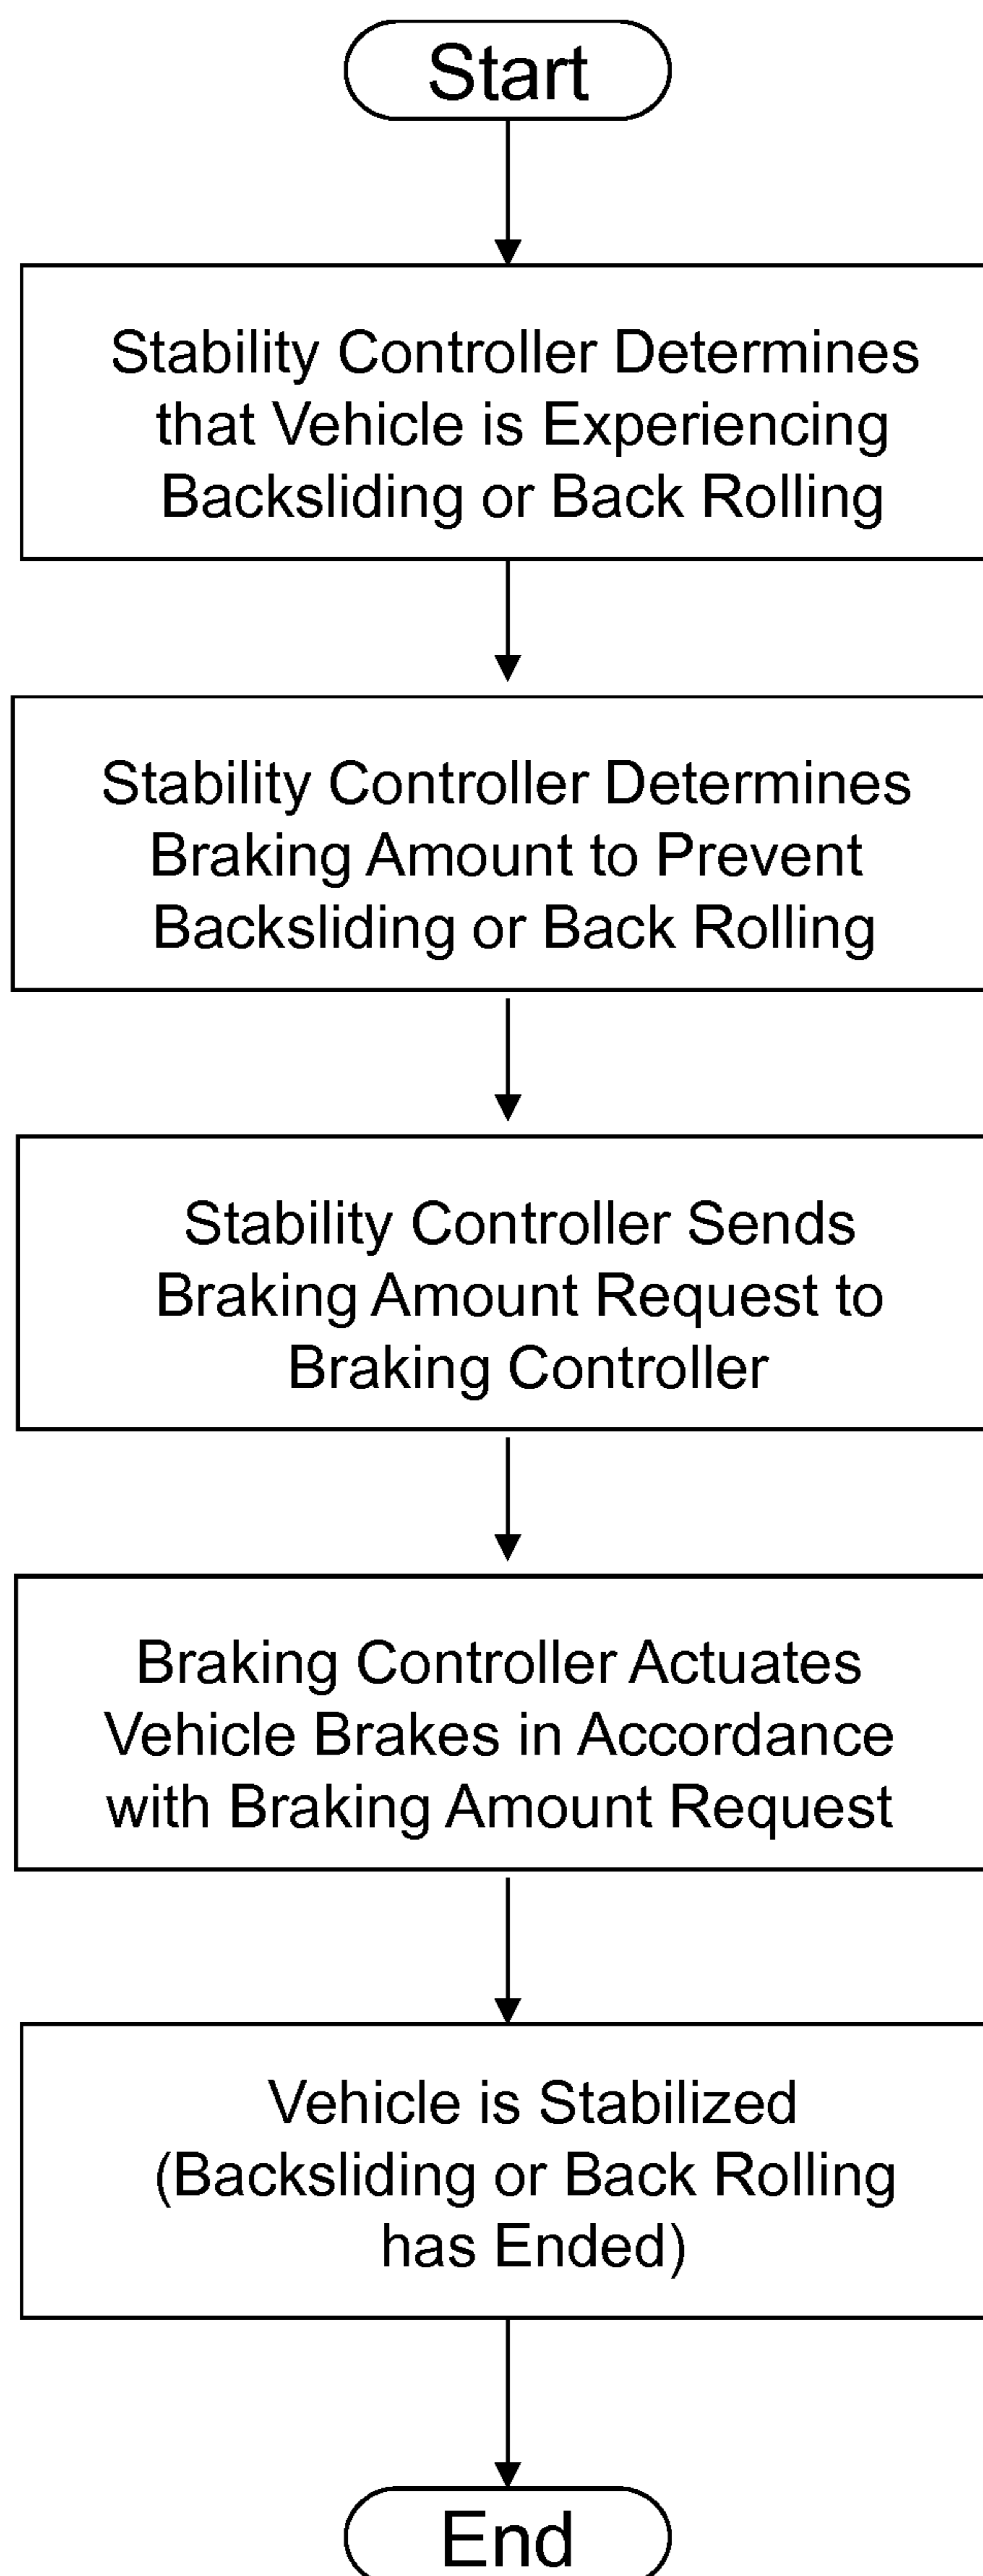 Start
Stability Controller Determines
that Vehicle is Experiencing
Backsliding or Back Rolling
Stability Controller Determines
Braking Amount to Prevent
Backsliding or Back Rolling
Stability Controller Sends
Braking Amount Request to
Braking Controller
Braking Controller Actuates
Vehicle Brakes in Accordance
with Braking Amount Request
Vehicle is Stabilized
(Backsliding or Back Rolling
has Ended)
End